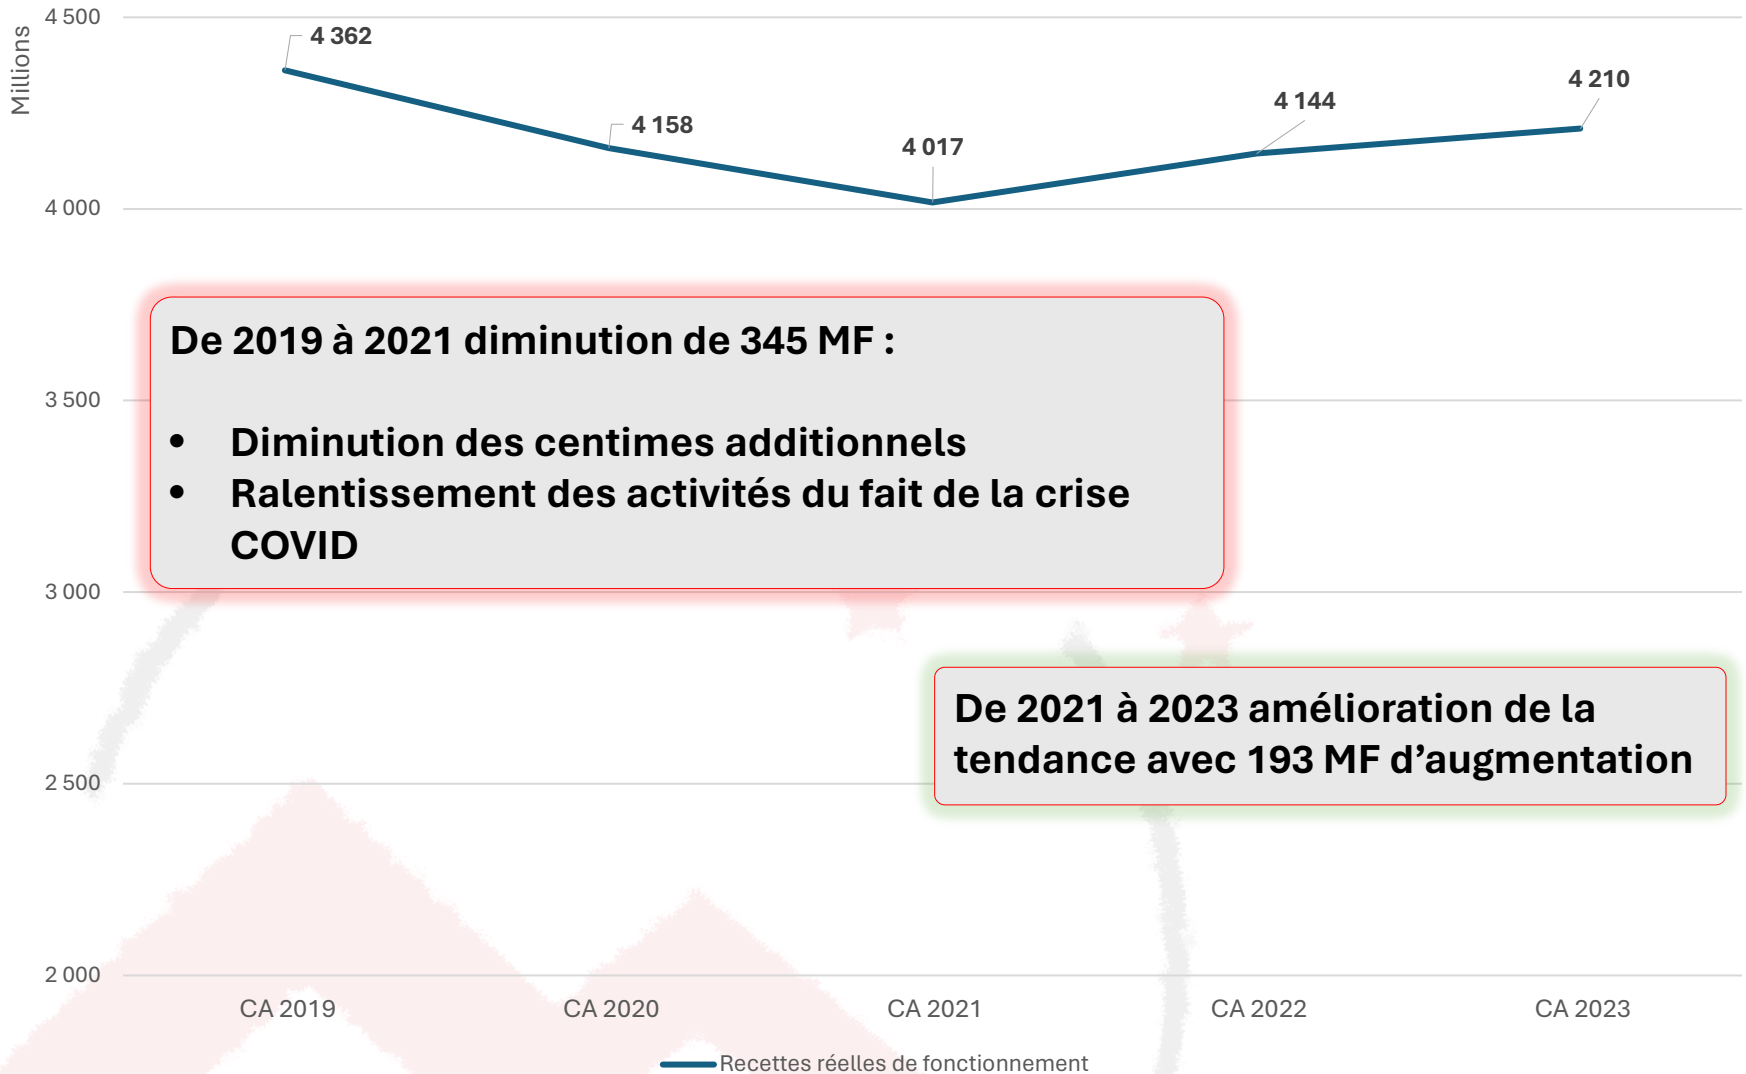 Millions
4 500
4 362
4 158
4 017
4 144
4 210
4 000
3 500
3 000
2 500
2 000
De 2019 à 2021 diminution de 345 MF :
• Diminution des centimes additionnels
• Ralentissement des activités du fait de la crise
COVID
De 2021 à 2023 amélioration de la
tendance avec 193 MF d’augmentation
CA 2019
CA 2020
CA 2021
CA 2022
CA 2023
Recettes réelles de fonctionnement